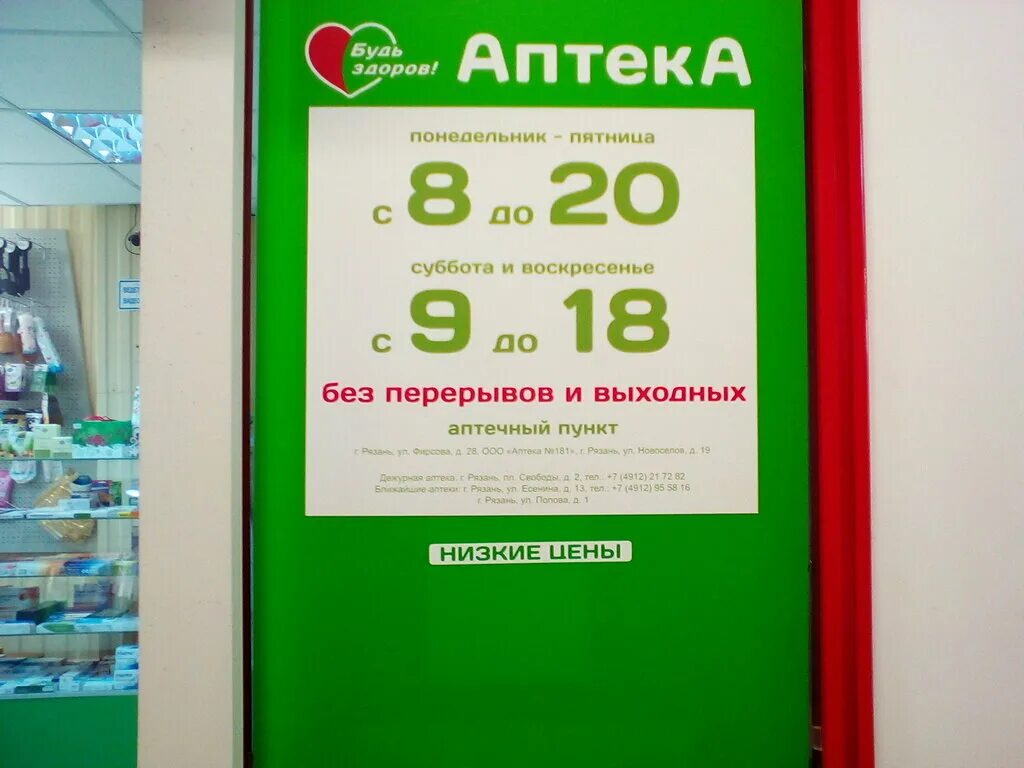 Будь
здоров!
АптекА
понедельник - пятница
с 8 до 20
суббота и воскресенье
с 9 до 18
без перерывов и выходных
аптечный пункт
г. Рязань, ул. Фирсова, д. 28, ООО «Аптека №181», г. Рязань, ул. Новоселов, д. 19
Дежурная аптека: г. Рязань, пл. Свободы, д. 2, тел.: +7 (4912) 21 72 82
Ближайшие аптеки: г. Рязань, ул. Есенина, д. 13, тел.: +7 (4912) 95 58 16
г. Рязань, ул. Попова, д. 1
НИЗКИЕ ЦЕНЫ